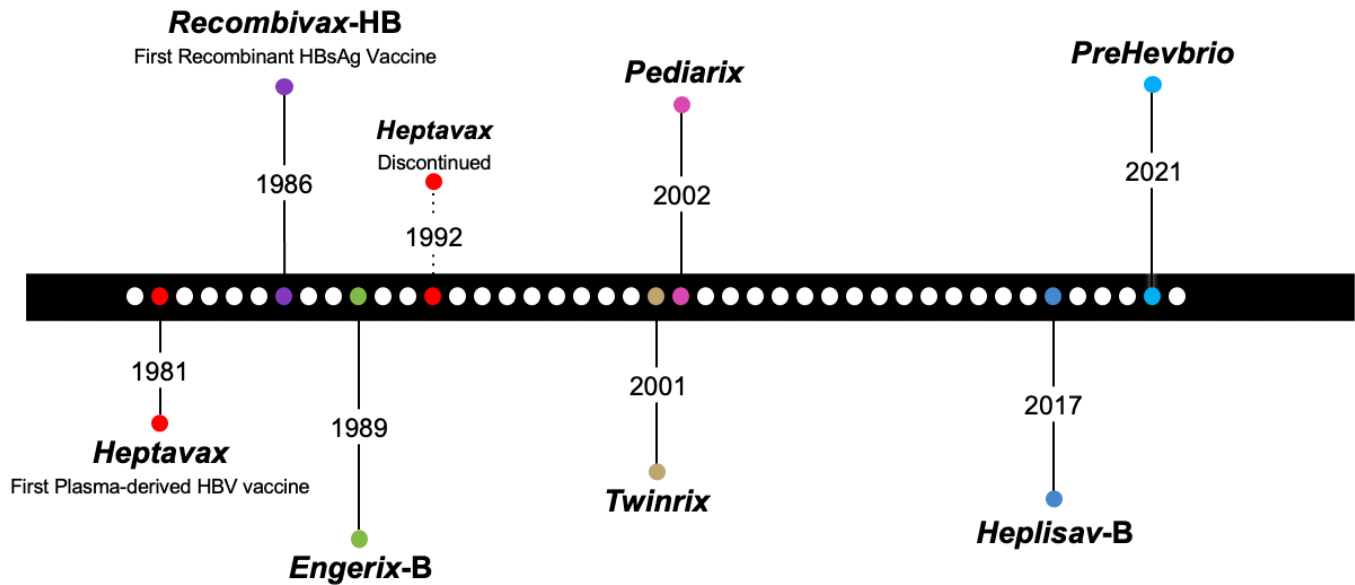 Recombivax-HB
First Recombinant HBsAg Vaccine
1986
Heptavax
Discontinued
1992
Pediarix
2002
PreHevbrio
2021
1981
Heptavax
First Plasma-derived HBV vaccine
1989
Engerix-B
2001
Twinrix
2017
Heplisav-B